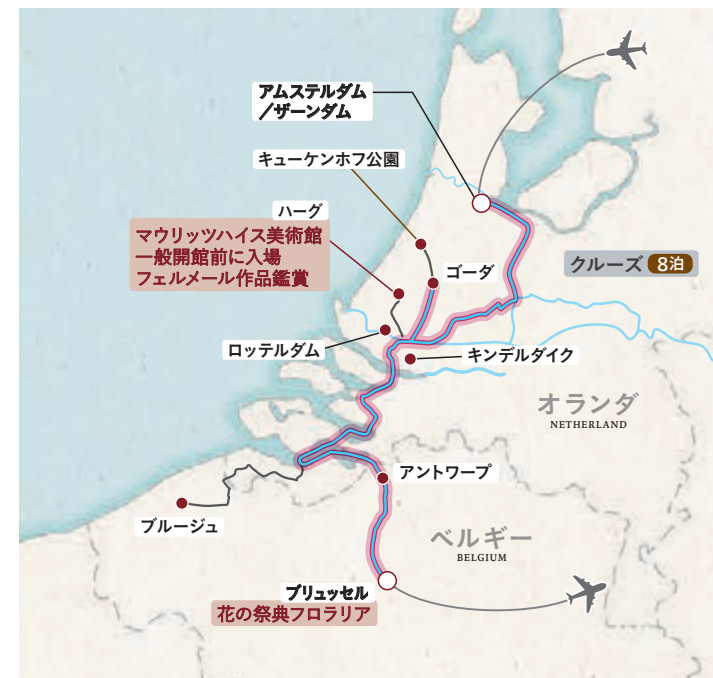 アムステルダム
／ザーンダム
キューケンホフ公園
ハーグ
マウリッツハイス美術館
一般開館前に入場
フェルメール作品鑑賞
クルーズ 8泊
ゴーダ
ロッテルダム
キンデルダイク
オランダ
NETHERLAND
アントワープ
ブルージュ
ベルギー
BELGIUM
ブリュッセル
花の祭典フロラリア